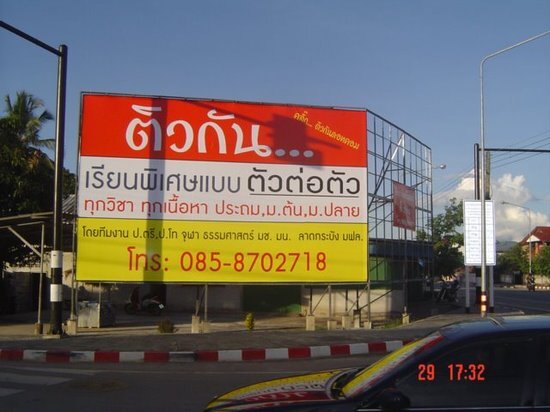 ติวกัน...
คลิ๊ก... ติวกันดอทคอม
เรียนพิเศษแบบ ตัวต่อตัว
ทุกวิชา ทุกเนื้อหา ประถม,ม.ต้น,ม.ปลาย
โดยทีมงาน ป.ตรี,ป.โท จุฬา ธรรมศาสตร์ มช. มน. ลาดกระบัง มฟล.
โทร: 085-8702718
29 17:32